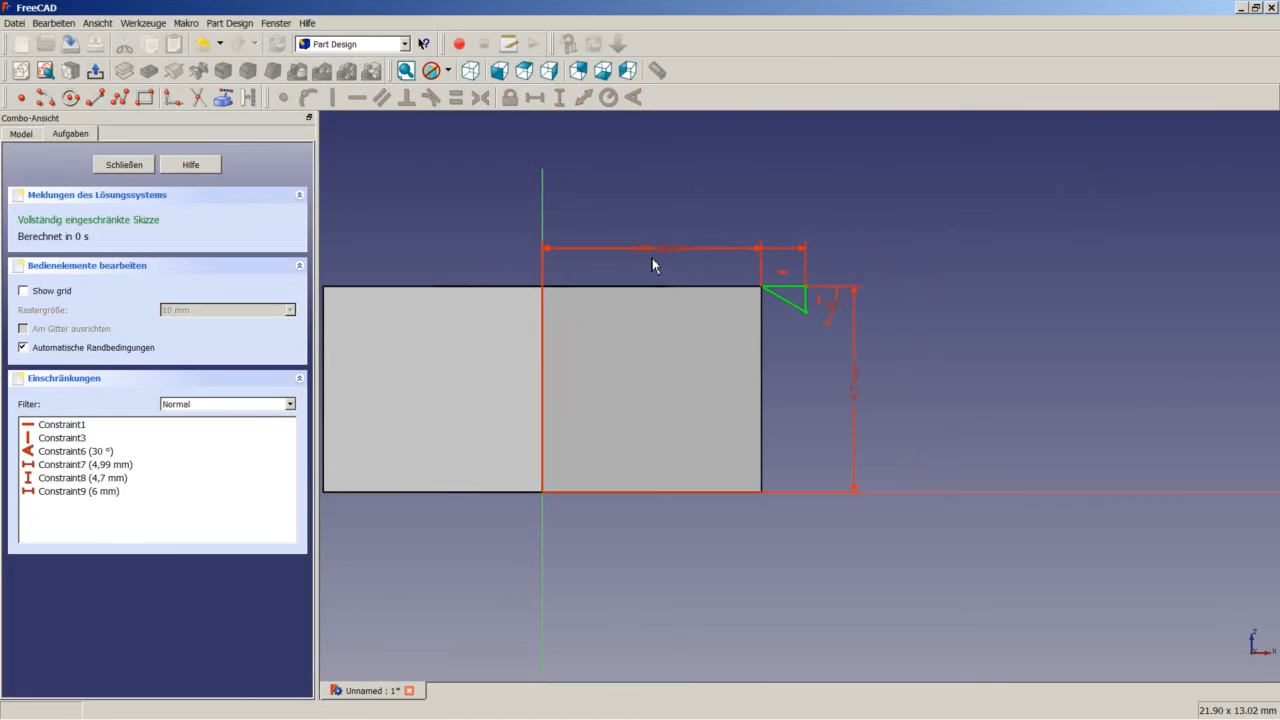 FreeCAD
Datei Bearbeiten Ansicht Werkzeuge Makro Part Design Fenster Hilfe
Part Design
Combo-Ansicht
Model Aufgaben
Schließen Hilfe
Meldungen des Lösungssystems
Vollständig eingeschränkte Skizze
Berechnet in 0 s
Bedienelemente bearbeiten
Show grid
Rastergröße: 10 mm
Am Gitter ausrichten
Automatische Randbedingungen
Einschränkungen
Filter: Normal
Constraint1
Constraint3
Constraint6 (30 °)
Constraint7 (4,99 mm)
Constraint8 (4,7 mm)
Constraint9 (6 mm)
z
x
Unnamed : 1*
21.90 x 13.02 mm